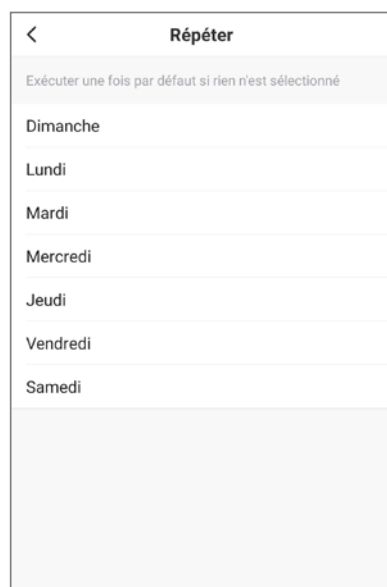 Répéter
Exécuter une fois par défaut si rien n'est sélectionné
Dimanche
Lundi
Mardi
Mercredi
Jeudi
Vendredi
Samedi